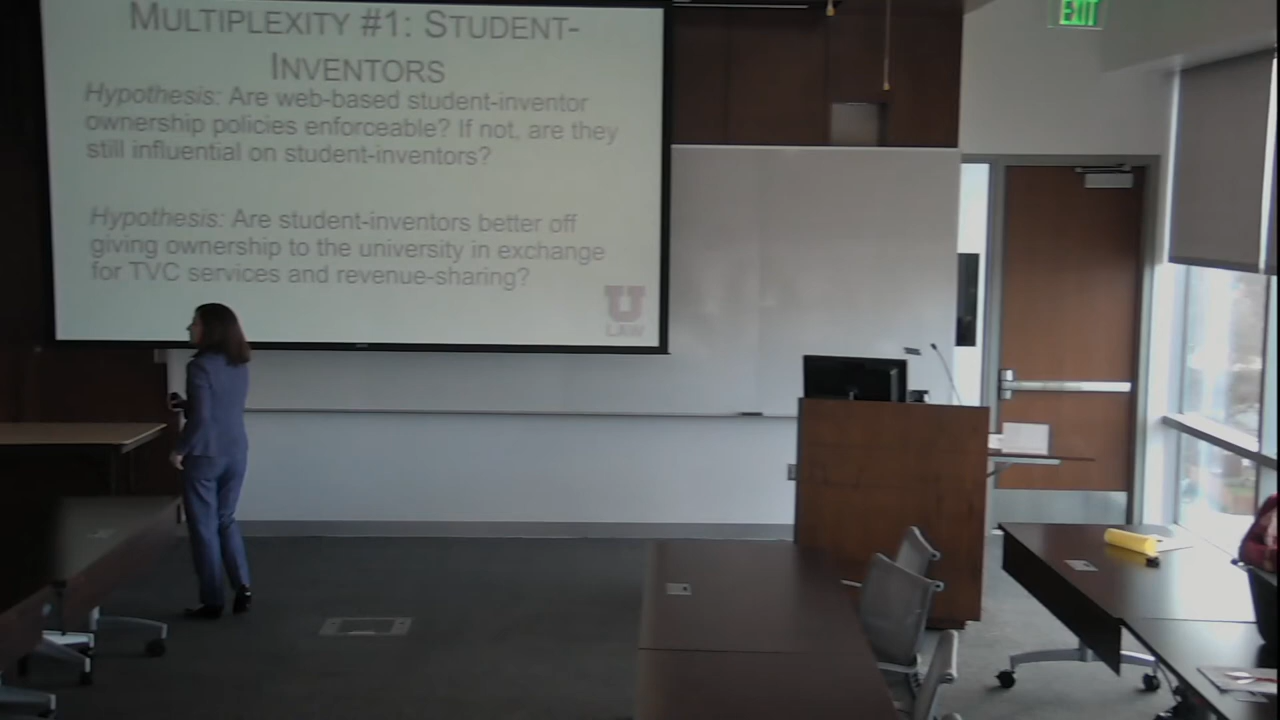 MULTIPLEXITY #1: STUDENT-
INVENTORS
Hypothesis: Are web-based student-inventor
ownership policies enforceable? If not. are they
still influential on student-inventors?
Hypothesis: Are student-inventors better off
giving ownership to the university in exchange
for TVC services and revenue-sharing?
U
LAW
EXIT